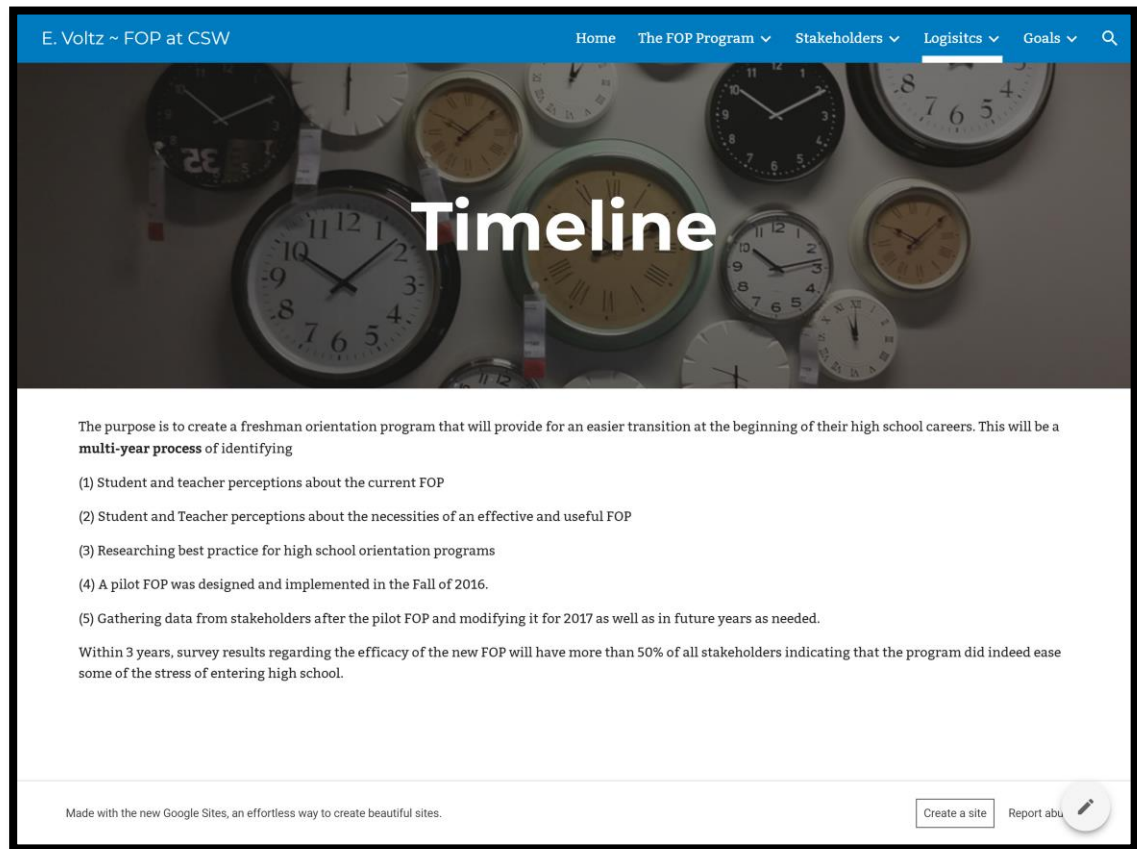 E. Voltz ~ FOP at CSW
Home The FOP Program Stakeholders Logisitcs Goals
Timeline
The purpose is to create a freshman orientation program that will provide for an easier transition at the beginning of their high school careers. This will be a
multi-year process of identifying
(1) Student and teacher perceptions about the current FOP
(2) Student and Teacher perceptions about the necessities of an effective and useful FOP
(3) Researching best practice for high school orientation programs
(4) A pilot FOP was designed and implemented in the Fall of 2016.
(5) Gathering data from stakeholders after the pilot FOP and modifying it for 2017 as well as in future years as needed.
Within 3 years, survey results regarding the efficacy of the new FOP will have more than 50% of all stakeholders indicating that the program did indeed ease
some of the stress of entering high school.
Made with the new Google Sites, an effortless way to create beautiful sites.
Create a site Report abu